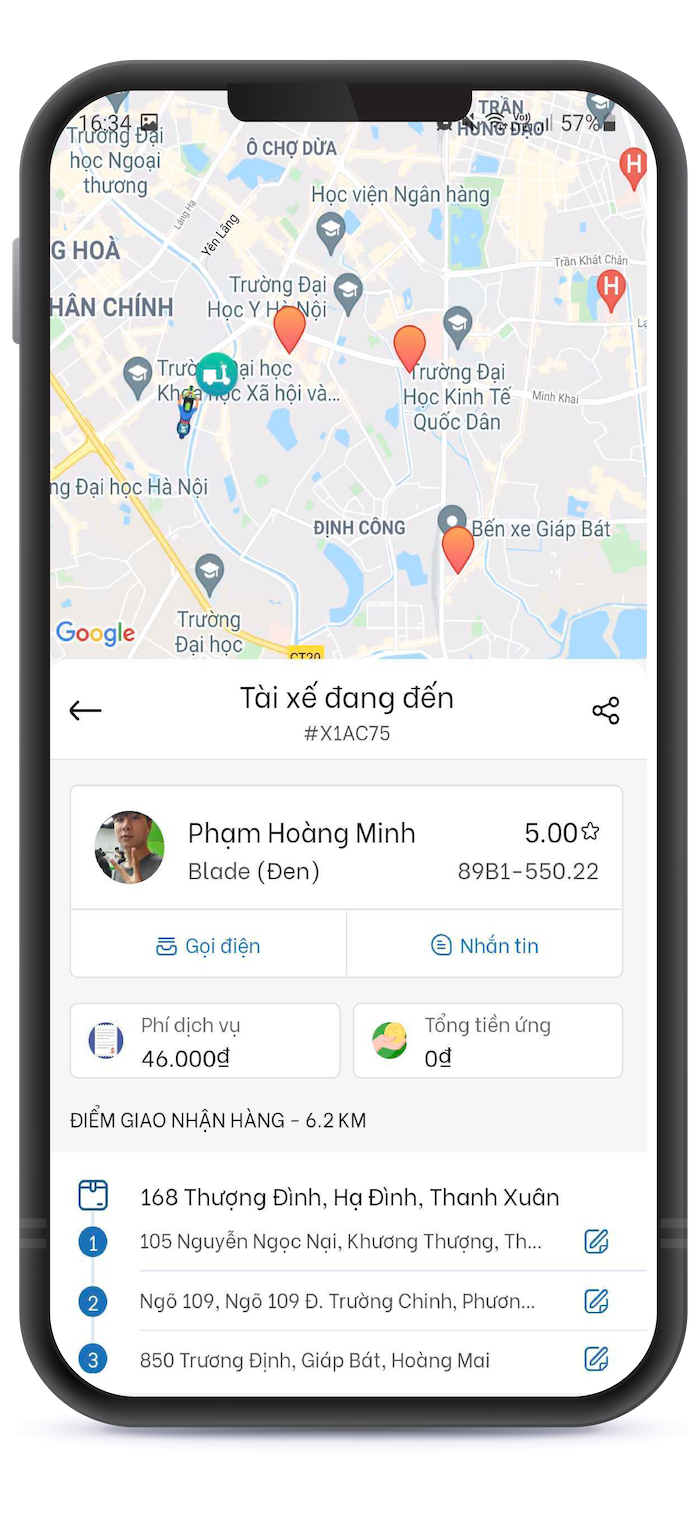 16:34
57%
TRẦN
HƯNG ĐẠO
Trường Đại
học Ngoại
thương
Ô CHỢ DỪA
Láng Hạ
Yên Lãng
Học viện Ngân hàng
H
G HOÀ
Trần Khát Chân
HÂN CHÍNH
Trường Đại
Học Y Hà Nội
H
Trường Đại học
Khoa học Xã hội và...
Trường Đại
Học Kinh Tế
Quốc Dân
Minh Khai
ng Đại học Hà Nội
ĐỊNH CÔNG
Bến xe Giáp Bát
Trường
Đại học
Google
CT20
Tài xế đang đến
#X1AC75
Phạm Hoàng Minh
5.00
Blade (Đen)
89B1-550.22
Gọi điện
Nhắn tin
Phí dịch vụ
46.000₫
Tổng tiền ứng
0₫
ĐIỂM GIAO NHẬN HÀNG - 6.2 KM
168 Thượng Đình, Hạ Đình, Thanh Xuân
1 105 Nguyễn Ngọc Nại, Khương Thượng, Th...
2 Ngõ 109, Ngõ 109 Đ. Trường Chinh, Phươn...
3 850 Trương Định, Giáp Bát, Hoàng Mai